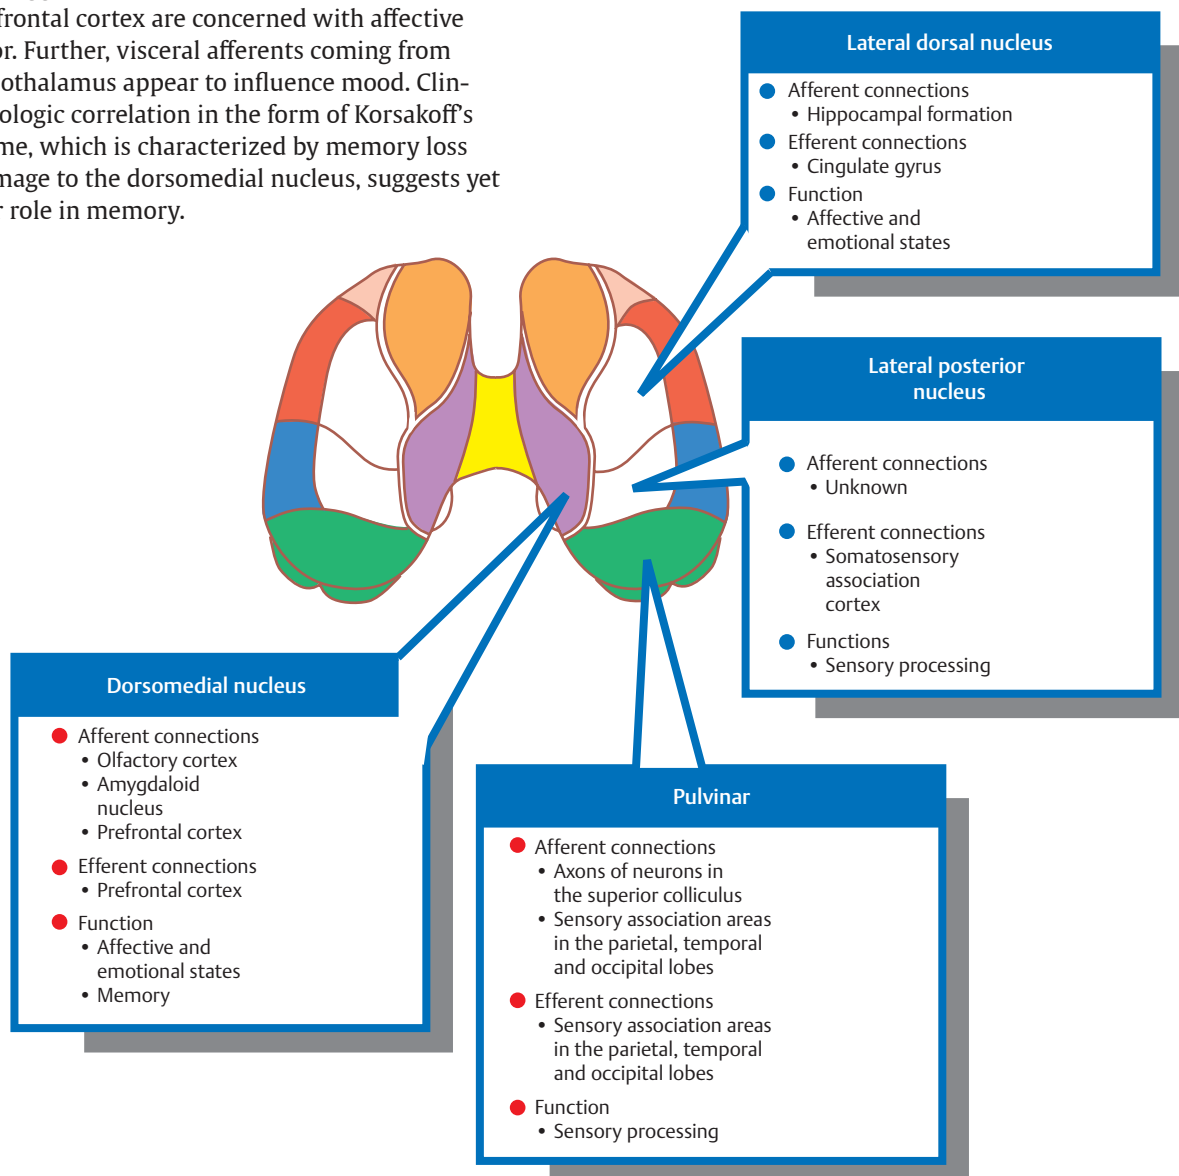 frontal cortex are concerned with affective
or. Further, visceral afferents coming from
othalamus appear to influence mood. Clin-
ologic correlation in the form of Korsakoff's
me, which is characterized by memory loss
mage to the dorsomedial nucleus, suggests yet
r role in memory.
Lateral dorsal nucleus
Afferent connections
• Hippocampal formation
Efferent connections
• Cingulate gyrus
Function
• Affective and
emotional states
Lateral posterior
nucleus
Afferent connections
• Unknown
Efferent connections
• Somatosensory
association
cortex
Functions
• Sensory processing
Dorsomedial nucleus
Afferent connections
• Olfactory cortex
• Amygdaloid
nucleus
• Prefrontal cortex
Efferent connections
• Prefrontal cortex
Function
• Affective and
emotional states
• Memory
Pulvinar
Afferent connections
• Axons of neurons in
the superior colliculus
• Sensory association areas
in the parietal, temporal
and occipital lobes
Efferent connections
• Sensory association areas
in the parietal, temporal
and occipital lobes
Function
• Sensory processing